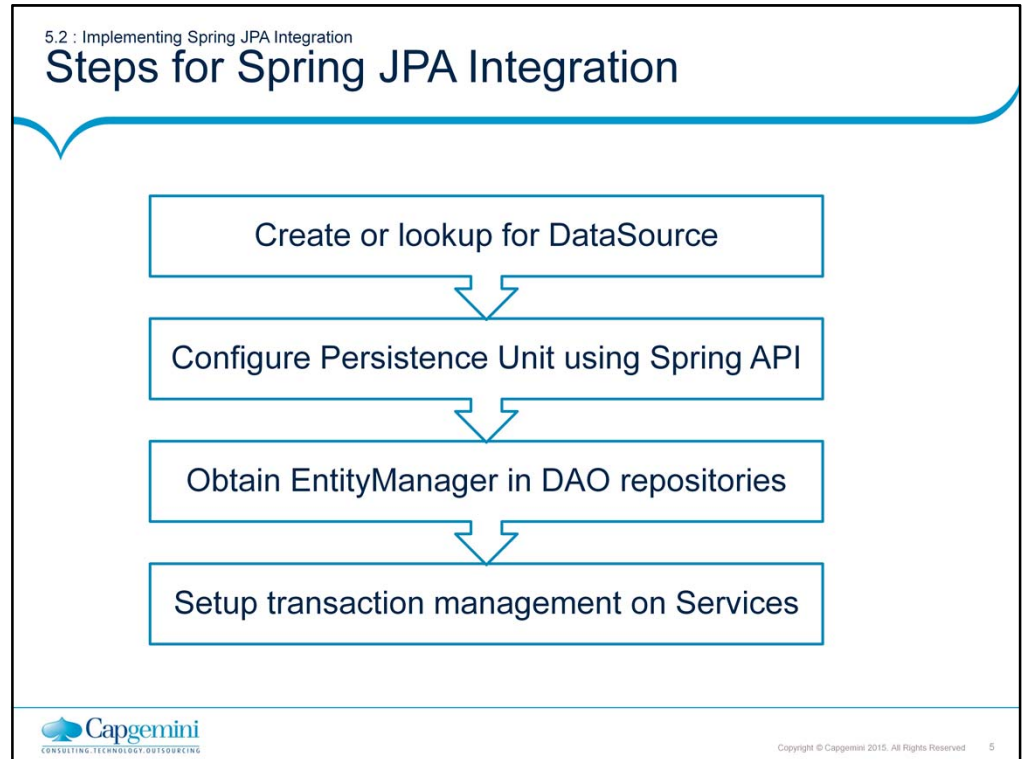 5.2 : Implementing Spring JPA Integration
Steps for Spring JPA Integration
Create or lookup for DataSource
Configure Persistence Unit using Spring API
Obtain EntityManager in DAO repositories
Setup transaction management on Services
Capgemini
CONSULTING.TECHNOLOGY.OUTSOURCING
Copyright © Capgemini 2015. All Rights Reserved 5